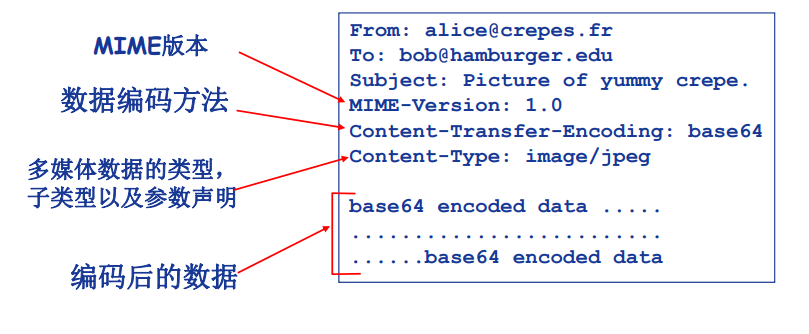 MIME版本
数据编码方法
多媒体数据的类型，
子类型以及参数声明
编码后的数据
From: alice@crepes.fr
To: bob@hamburger.edu
Subject: Picture of yummy crepe.
MIME-Version: 1.0
Content-Transfer-Encoding: base64
Content-Type: image/jpeg
base64 encoded data .....
.........................
......base64 encoded data